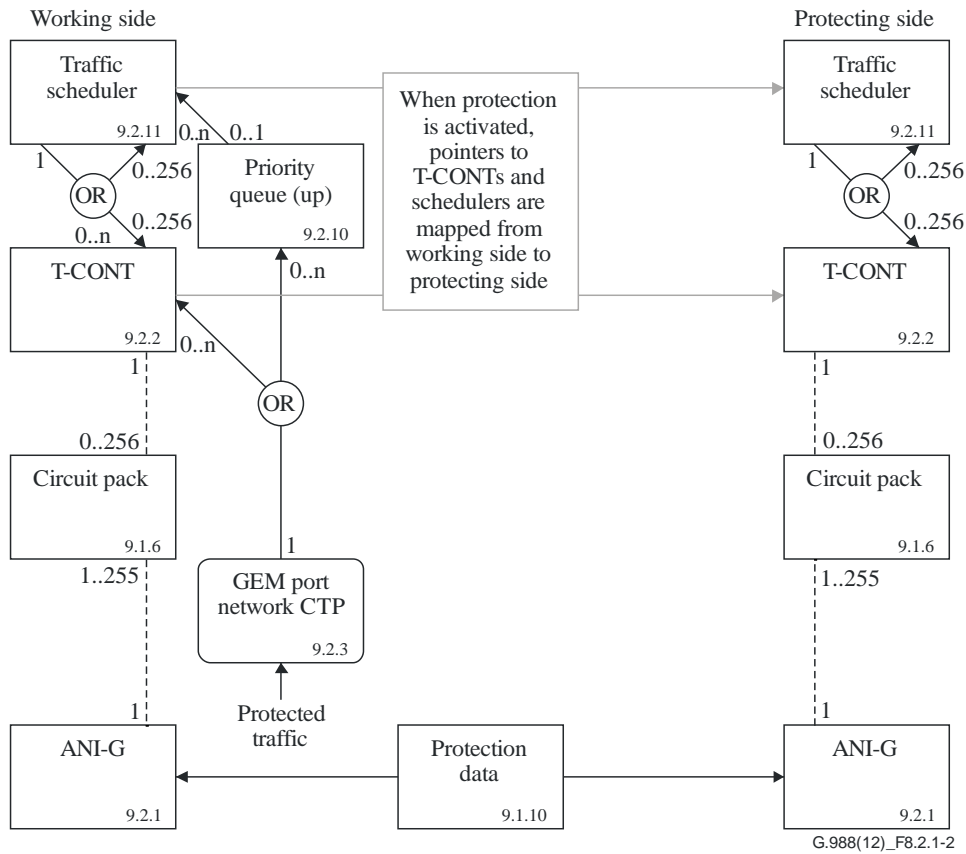 Working side
Protecting side
Traffic
scheduler
9.2.11
0..n
0..1
1
0..256
OR
0..256
0..n
Priority
queue (up)
9.2.10
0..n
When protection
is activated,
pointers to
T-CONTs and
schedulers are
mapped from
working side to
protecting side
Traffic
scheduler
9.2.11
1
0..256
OR
0..256
T-CONT
9.2.2
0..n
1
OR
T-CONT
9.2.2
1
0..256
Circuit pack
9.1.6
1..255
0..256
Circuit pack
9.1.6
1..255
1
GEM port
network CTP
9.2.3
Protected
traffic
1
ANI-G
9.2.1
Protection
data
9.1.10
1
ANI-G
9.2.1
G.988(12)_F8.2.1-2